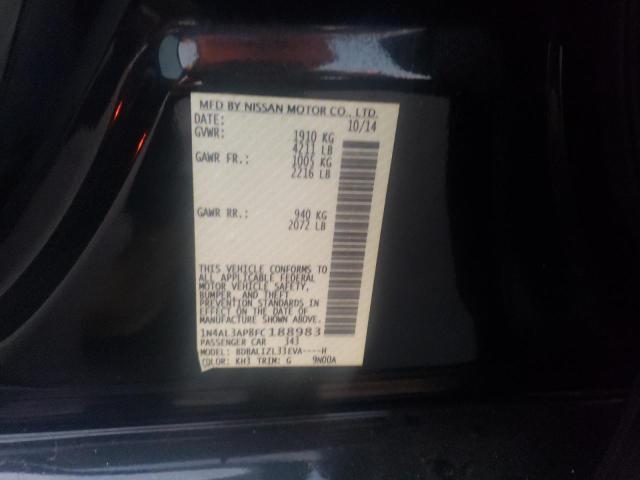 MFD BY NISSAN MOTOR CO., LTD.
DATE: 10/14
GVWR: 1910 KG
4211 LB
GAWR FR.: 1005 KG
2216 LB
GAWR RR.: 940 KG
2072 LB
THIS VEHICLE CONFORMS TO
ALL APPLICABLE FEDERAL
MOTOR VEHICLE SAFETY,
BUMPER, AND THEFT
PREVENTION STANDARDS IN
EFFECT ON THE DATE OF
MANUFACTURE SHOWN ABOVE.
1N4AL3AP8FC188983
PASSENGER CAR 343
MODEL: BDBALIZL33EVA----H
COLOR: KH3 TRIM: G 9N00A